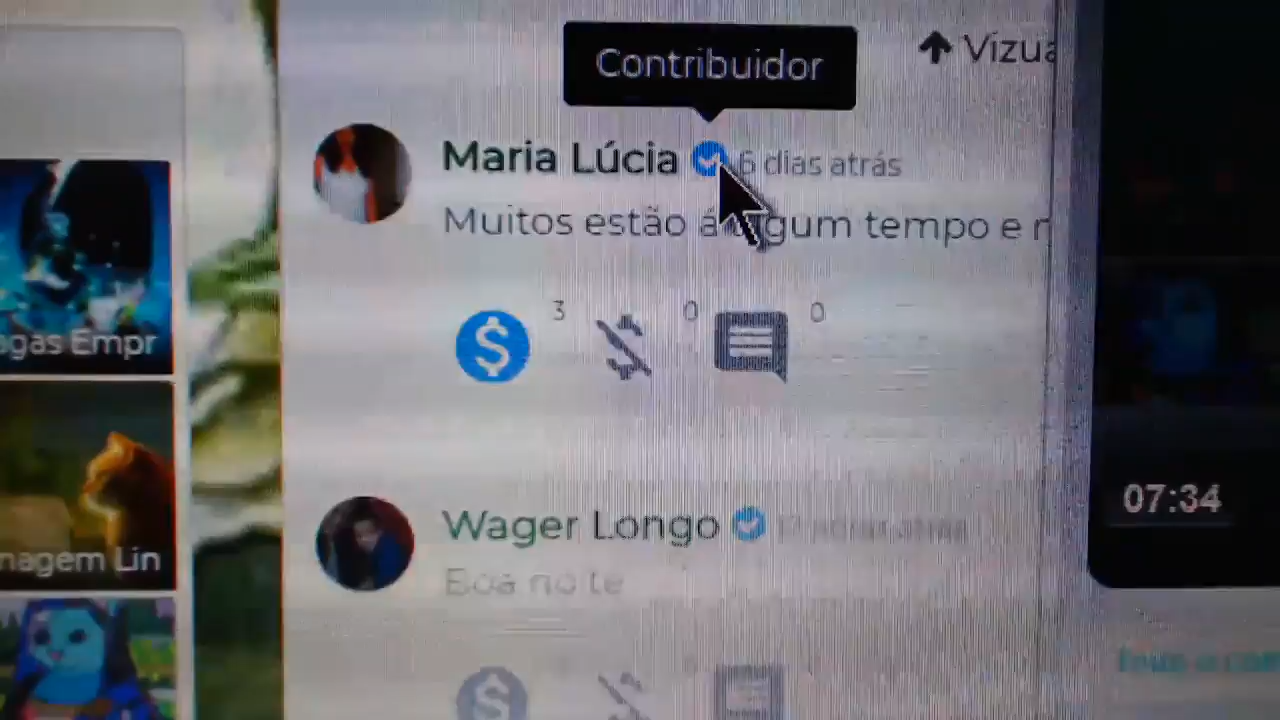 Contribuidor
Vizua
Maria Lúcia 6 dias atrás
Muitos estão á algum tempo e
3 0 0
ogas Empr
07:34
Wager Longo
nagem Lin
Boa noite